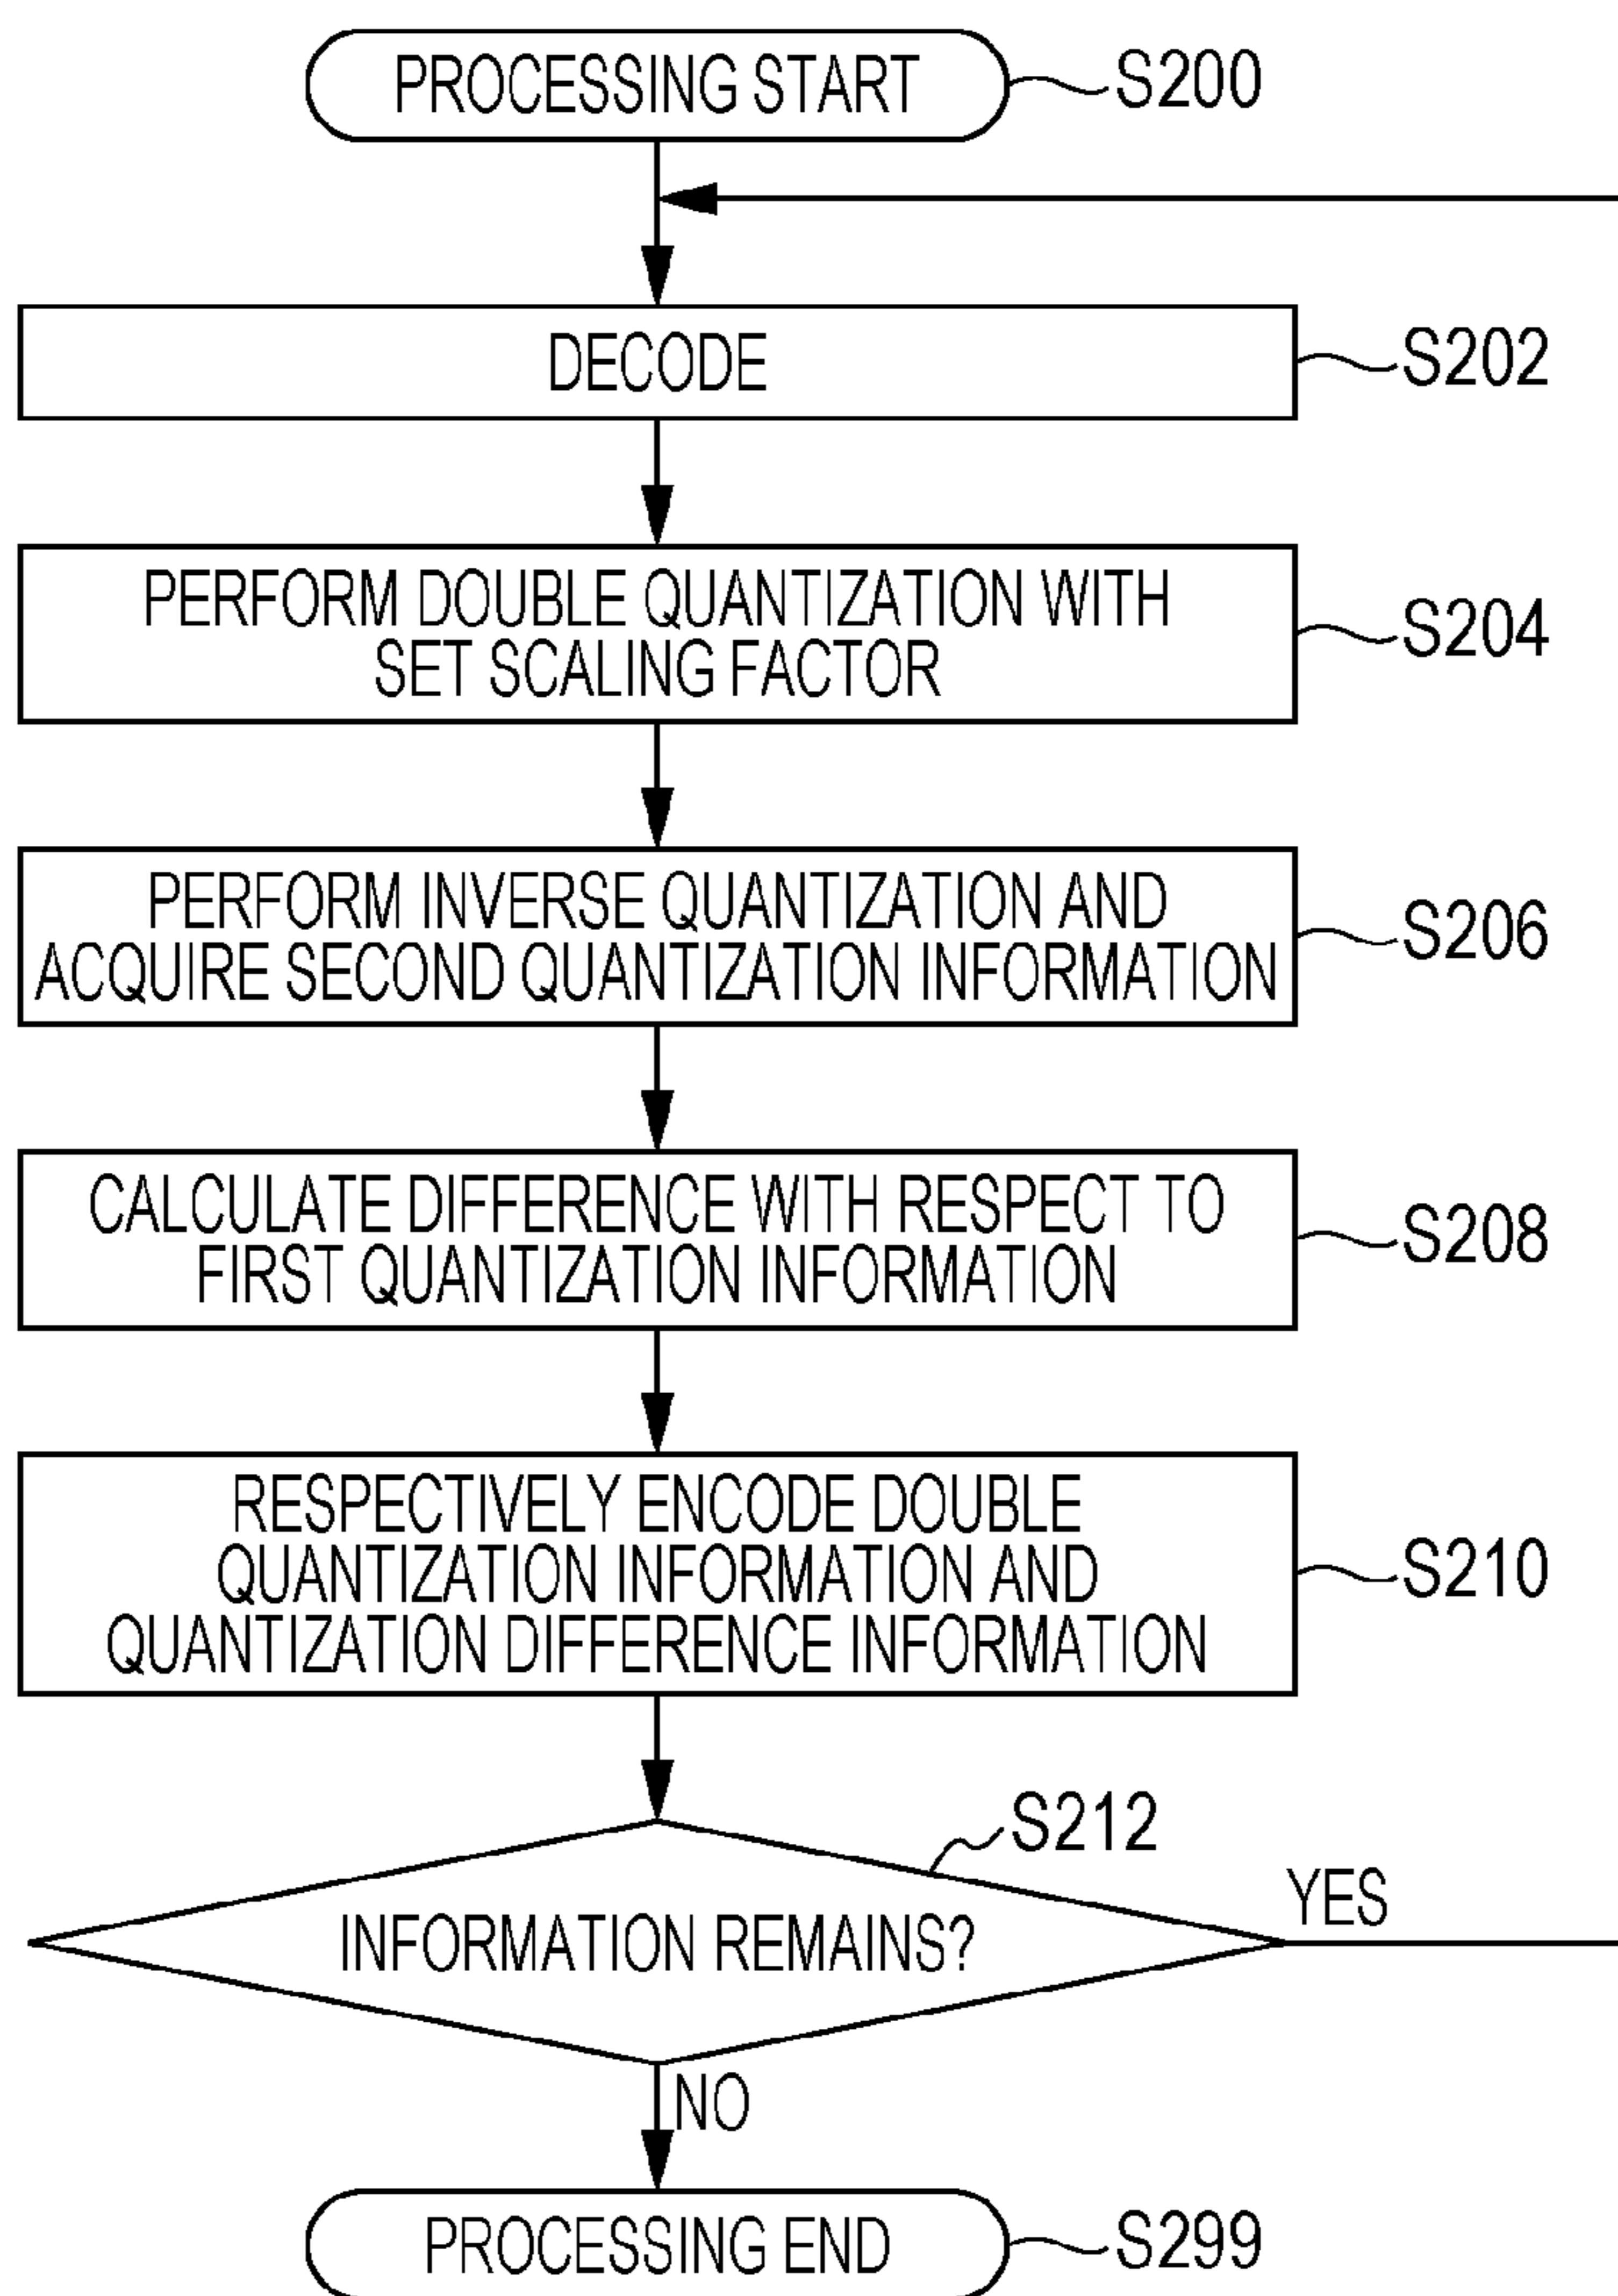 PROCESSING START
S200
DECODE
S202
PERFORM DOUBLE QUANTIZATION WITH
SET SCALING FACTOR
S204
PERFORM INVERSE QUANTIZATION AND
ACQUIRE SECOND QUANTIZATION INFORMATION
S206
CALCULATE DIFFERENCE WITH RESPECT TO
FIRST QUANTIZATION INFORMATION
S208
RESPECTIVELY ENCODE DOUBLE
QUANTIZATION INFORMATION AND
QUANTIZATION DIFFERENCE INFORMATION
S210
S212
INFORMATION REMAINS?
YES
NO
PROCESSING END
S299